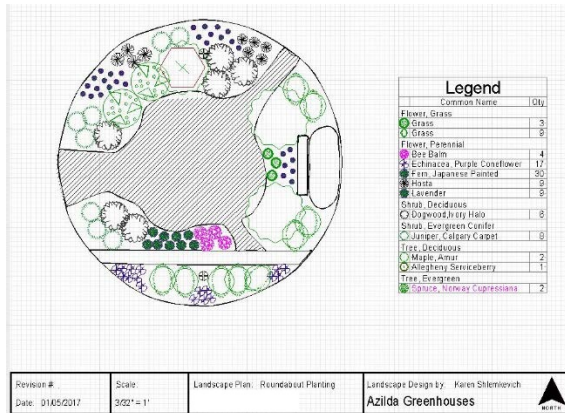 Legend
Common Name Qty
Flower, Grass
Grass 3
Grass 9
Flower, Perennial
Bee Balm 4
Echinacea, Purple Coneflower 17
Fern, Japanese Painted 30
Hosta 9
Lavender 9
Shrub, Deciduous
Dogwood, Ivory Halo 6
Shrub, Evergreen Conifer
Juniper, Calgary Carpet 8
Tree, Deciduous
Maple, Amur 2
Allegheny Serviceberry 1
Tree, Evergreen
Spruce, Norway Cupressiana 2
Revision #
Date: 01/05/2017
Scale:
3/32" = 1'
Landscape Plan: Roundabout Planting
Landscape Design by: Karen Shlemkevich
Azilda Greenhouses
NORTH